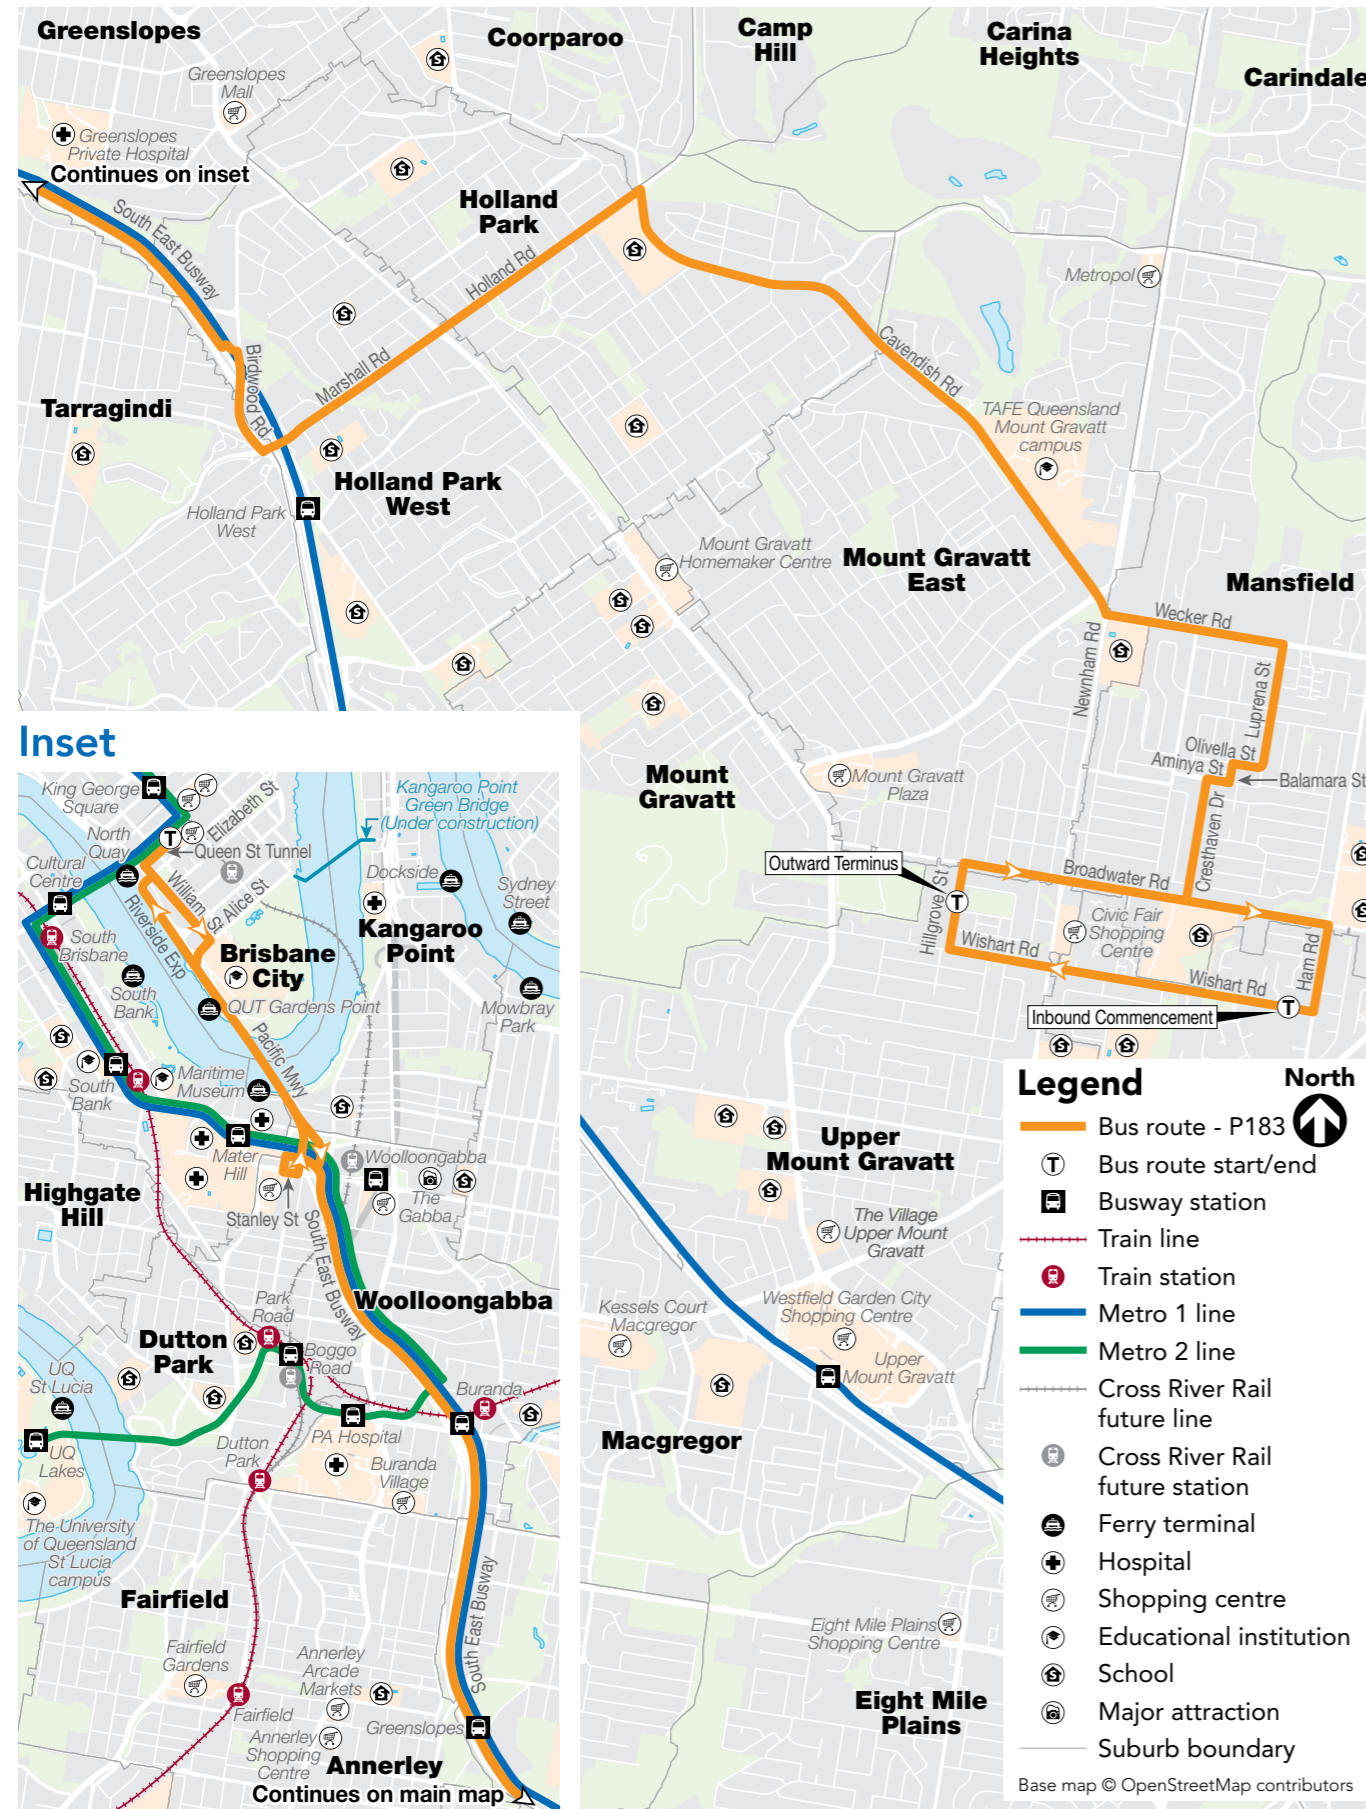 Greenslopes
Coorparoo
Camp
Hill
Carina
Heights
Carindale
Greenslopes
Mall
Greenslopes
Private Hospital
Continues on inset
South East Busway
Holland
Park
Holland Rd
Metropol
Birdwood Rd
Marshall Rd
Cavendish Rd
Tarragindi
TAFE Queensland
Mount Gravatt
campus
Holland Park
West
Holland Park
West
Mount Gravatt
Homemaker Centre
Mount Gravatt
East
Mansfield
Wecker Rd
Newnham Rd
Luprena St
Olivella St
Aminya St
Balamara St
Mount
Gravatt
Mount Gravatt
Plaza
Cresthaven Dr
Outward Terminus
T
Broadwater Rd
Hillgrove St
Wishart Rd
Civic Fair
Shopping
Centre
Wishart Rd
Ham Rd
Inbound Commencement
T
Upper
Mount Gravatt
The Village
Upper Mount
Gravatt
Kessels Court
Macgregor
Westfield Garden City
Shopping Centre
Upper
Mount Gravatt
Macgregor
Eight Mile Plains
Shopping Centre
Eight Mile
Plains
Inset
King George
Square
North
Quay
T
Elizabeth St
Queen St Tunnel
Cultural
Centre
William St
Alice St
Riverside Exp
Kangaroo Point
Green Bridge
(Under construction)
Dockside
Sydney
Street
Kangaroo
Point
South
Brisbane
Brisbane
City
South
Bank
QUT Gardens Point
Mowbray
Park
Pacific Mwy
South
Bank
Maritime
Museum
Mater
Hill
Woolloongabba
The
Gabba
Highgate
Hill
Stanley St
South East Busway
Park
Road
Woolloongabba
Dutton
Park
Boggo
Road
UQ
St Lucia
Buranda
UQ
Lakes
Dutton
Park
PA Hospital
Buranda
Village
The University
of Queensland
St Lucia
campus
Fairfield
South East Busway
Fairfield
Gardens
Annerley
Arcade
Markets
Fairfield
Annerley
Shopping
Centre
Greenslopes
Annerley
Continues on main map
Legend
North
Bus route - P183
T
Bus route start/end
Busway station
Train line
Train station
Metro 1 line
Metro 2 line
Cross River Rail
future line
Cross River Rail
future station
Ferry terminal
Hospital
Shopping centre
Educational institution
School
Major attraction
Suburb boundary
Base map © OpenStreetMap contributors